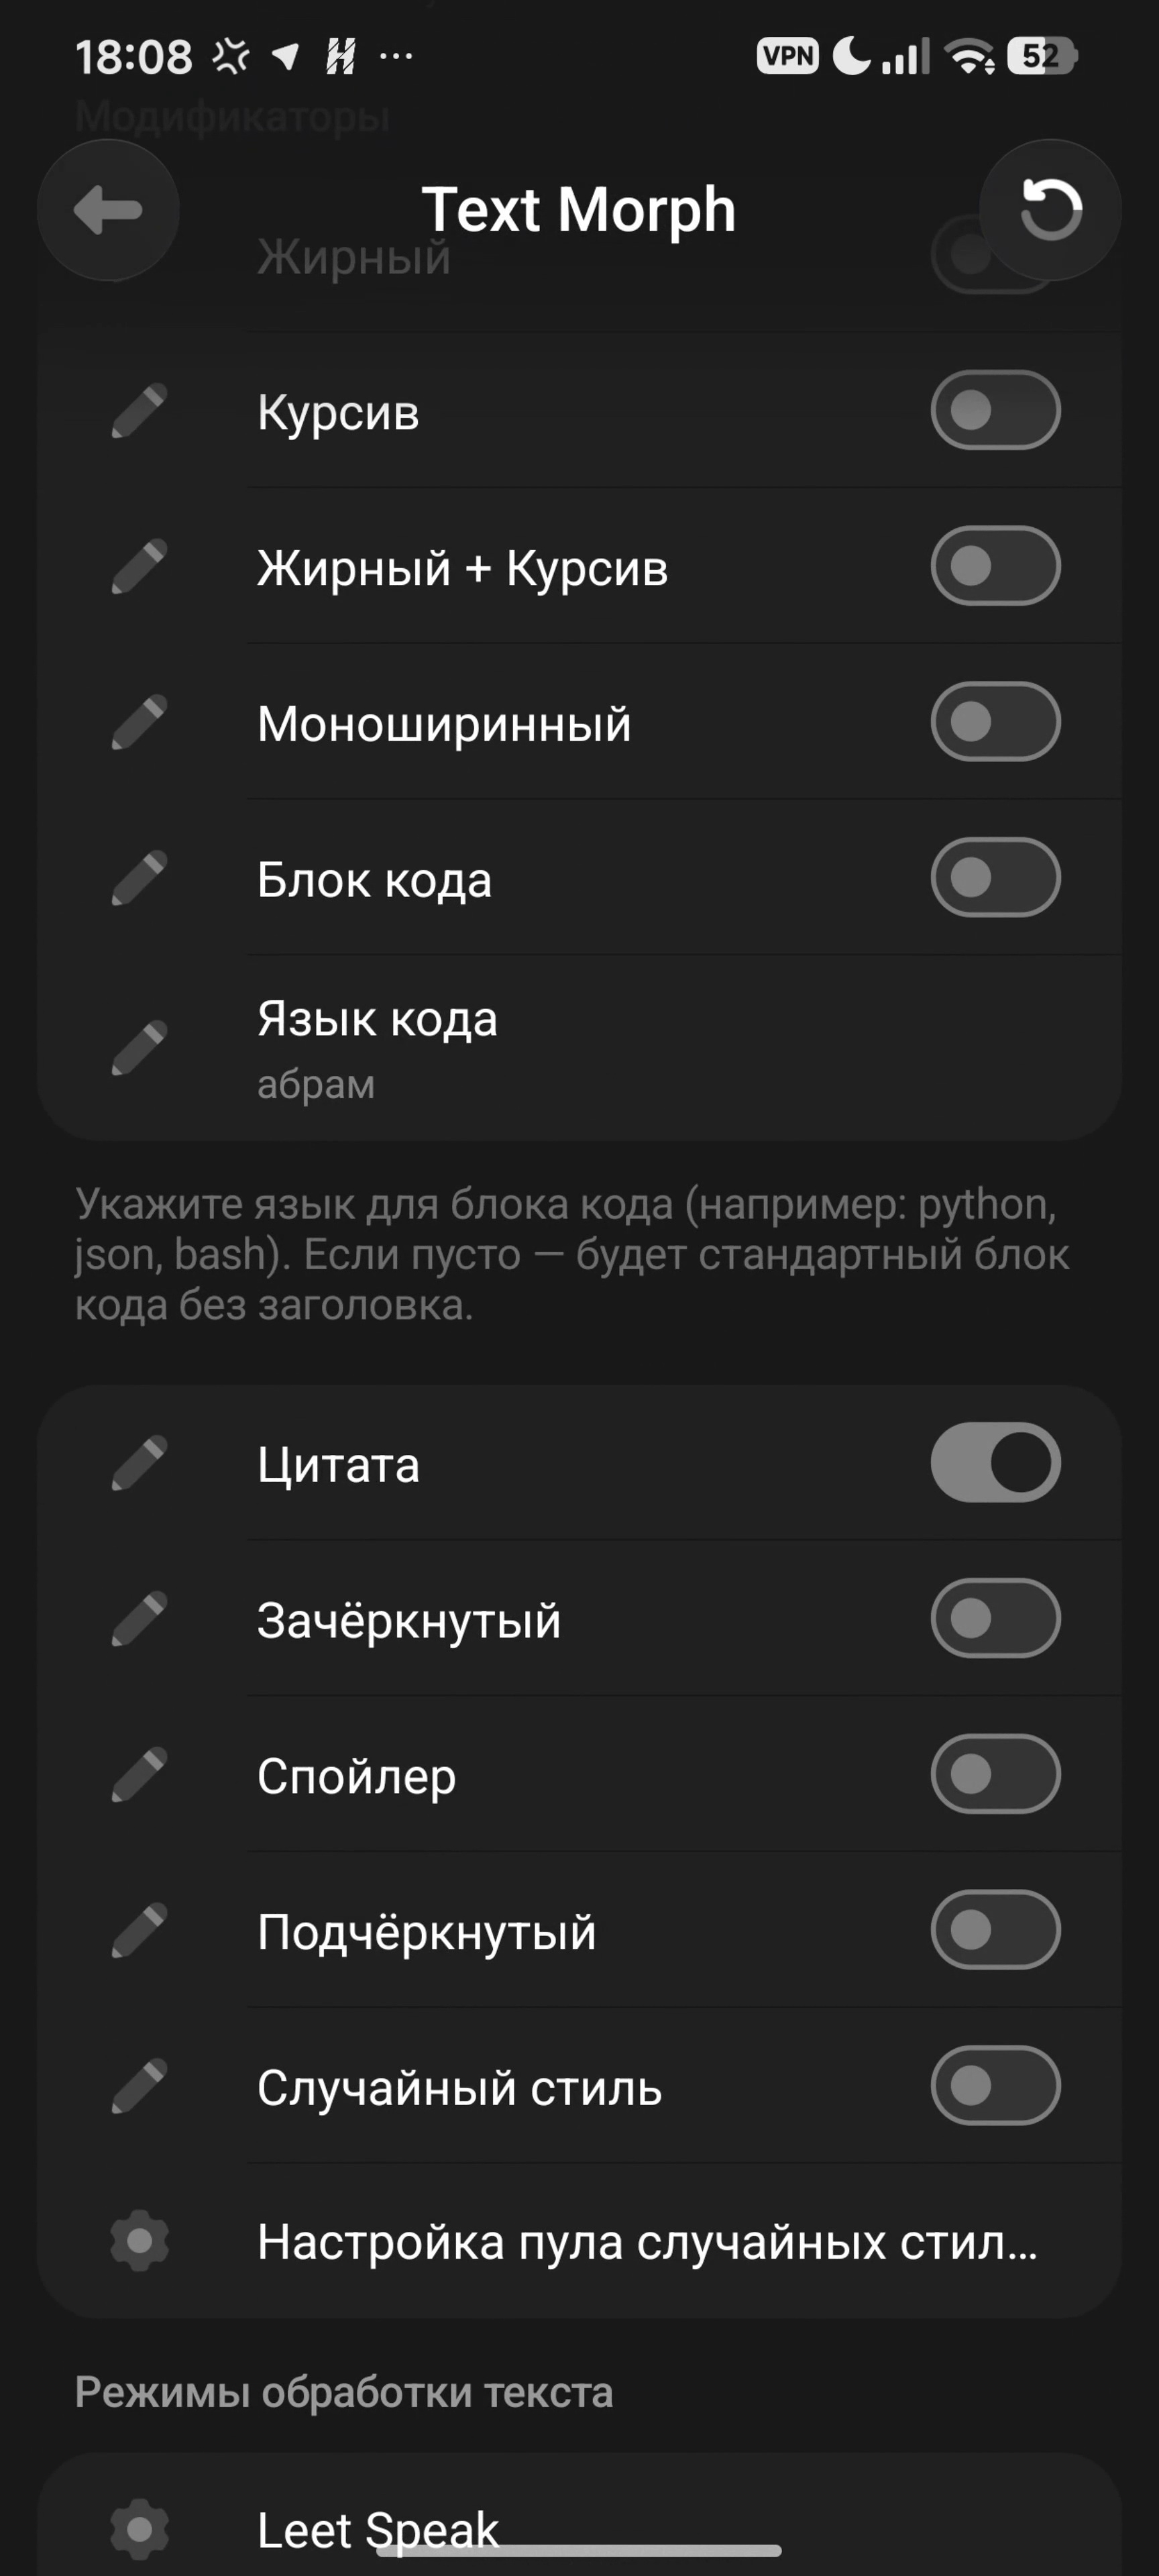 18:08
VPN
52
Модификаторы
Text Morph
Жирный
Курсив
Жирный + Курсив
Моноширинный
Блок кода
Язык кода
абрам
Укажите язык для блока кода (например: python,
json, bash). Если пусто — будет стандартный блок
кода без заголовка.
Цитата
Зачёркнутый
Спойлер
Подчёркнутый
Случайный стиль
Настройка пула случайных стил...
Режимы обработки текста
Leet Speak